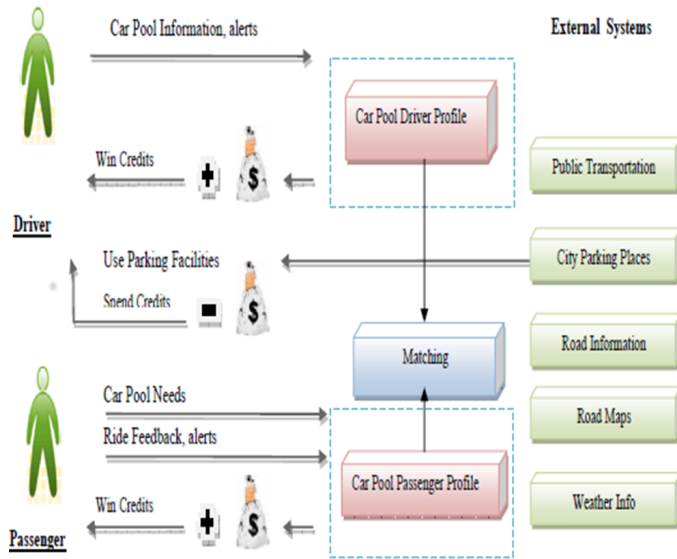 Car Pool Information, alerts
External Systems
Car Pool Driver Profile
Win Credits
$
Public Transportation
Driver
Use Parking Facilities
City Parking Places
Spend Credits
$
Matching
Road Information
Car Pool Needs
Road Maps
Ride Feedback, alerts
Car Pool Passenger Profile
Win Credits
$
Weather Info
Passenger